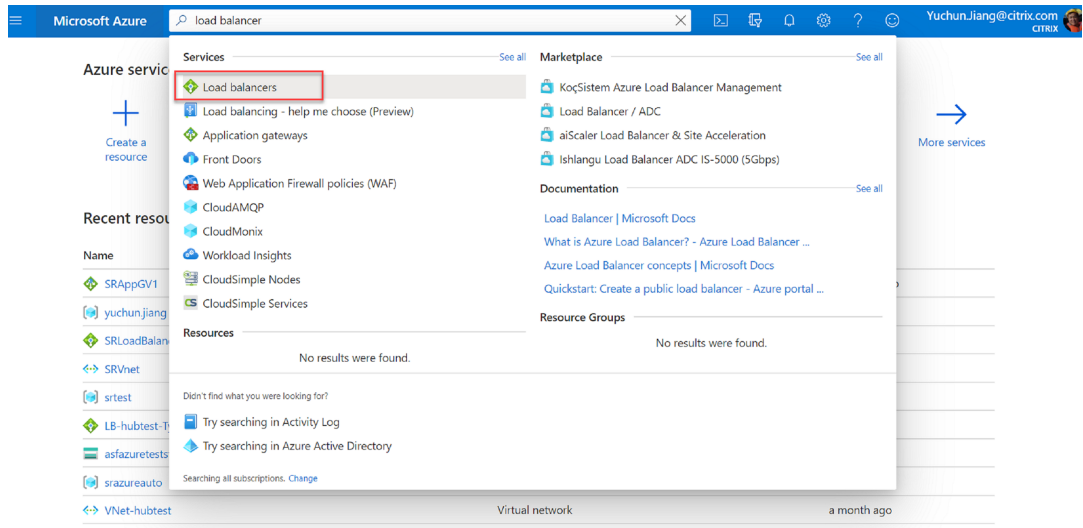 Microsoft Azure
load balancer
Yuchun.Jiang@citrix.com
CITRIX
Azure servic
Create a
resource
More services
Services
See all
Load balancers
Load balancing - help me choose (Preview)
Application gateways
Front Doors
Web Application Firewall policies (WAF)
CloudAMQP
CloudMonix
Workload Insights
CloudSimple Nodes
CloudSimple Services
Resources
No results were found.
Marketplace
See all
KoçSistem Azure Load Balancer Management
Load Balancer / ADC
aiScaler Load Balancer & Site Acceleration
Ishlangu Load Balancer ADC IS-5000 (5Gbps)
Documentation
See all
Load Balancer | Microsoft Docs
What is Azure Load Balancer? - Azure Load Balancer ...
Azure Load Balancer concepts | Microsoft Docs
Quickstart: Create a public load balancer - Azure portal ...
Resource Groups
No results were found.
Didn't find what you were looking for?
Try searching in Activity Log
Try searching in Azure Active Directory
Searching all subscriptions. Change
Recent resou
Name
SRAppGV1
yuchun.jiang
SRLoadBalan
SRVnet
srtest
LB-hubtest-T
asfazuretests
srazureauto
VNet-hubtest
Virtual network
a month ago